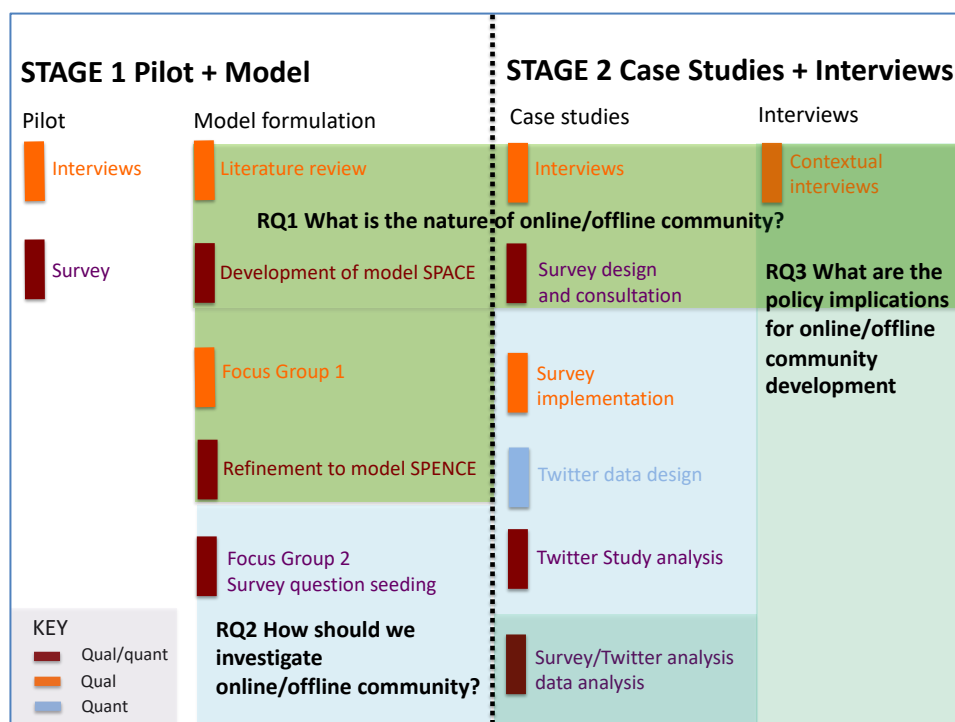 STAGE 1 Pilot + Model
STAGE 2 Case Studies + Interviews
Pilot
Model formulation
Case studies
Interviews
Interviews
Literature review
Interviews
Contextual
interviews
RQ1 What is the nature of online/offline community?
Survey
Development of model SPACE
Survey design
and consultation
RQ3 What are the
policy implications
for online/offline
community
development
Focus Group 1
Survey
implementation
Refinement to model SPENCE
Twitter data design
Focus Group 2
Survey question seeding
Twitter Study analysis
RQ2 How should we
investigate
online/offline community?
Survey/Twitter analysis
data analysis
KEY
Qual/quant
Qual
Quant